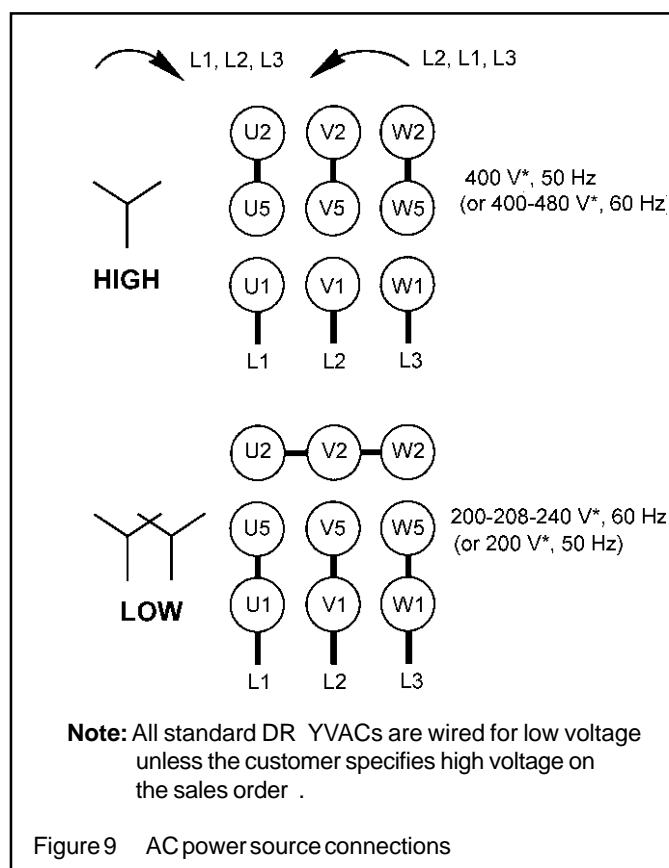 L1, L2, L3 L2, L1, L3
U2 V2 W2
400 V*, 50 Hz
U5 V5 W5 (or 400-480 V*, 60 Hz)
HIGH
U1 V1 W1
L1 L2 L3
U2 V2 W2
U5 V5 W5 200-208-240 V*, 60 Hz
(or 200 V*, 50 Hz)
LOW
U1 V1 W1
L1 L2 L3
Note: All standard DR YVACs are wired for low voltage
unless the customer specifies high voltage on
the sales order .
Figure 9 AC power source connections